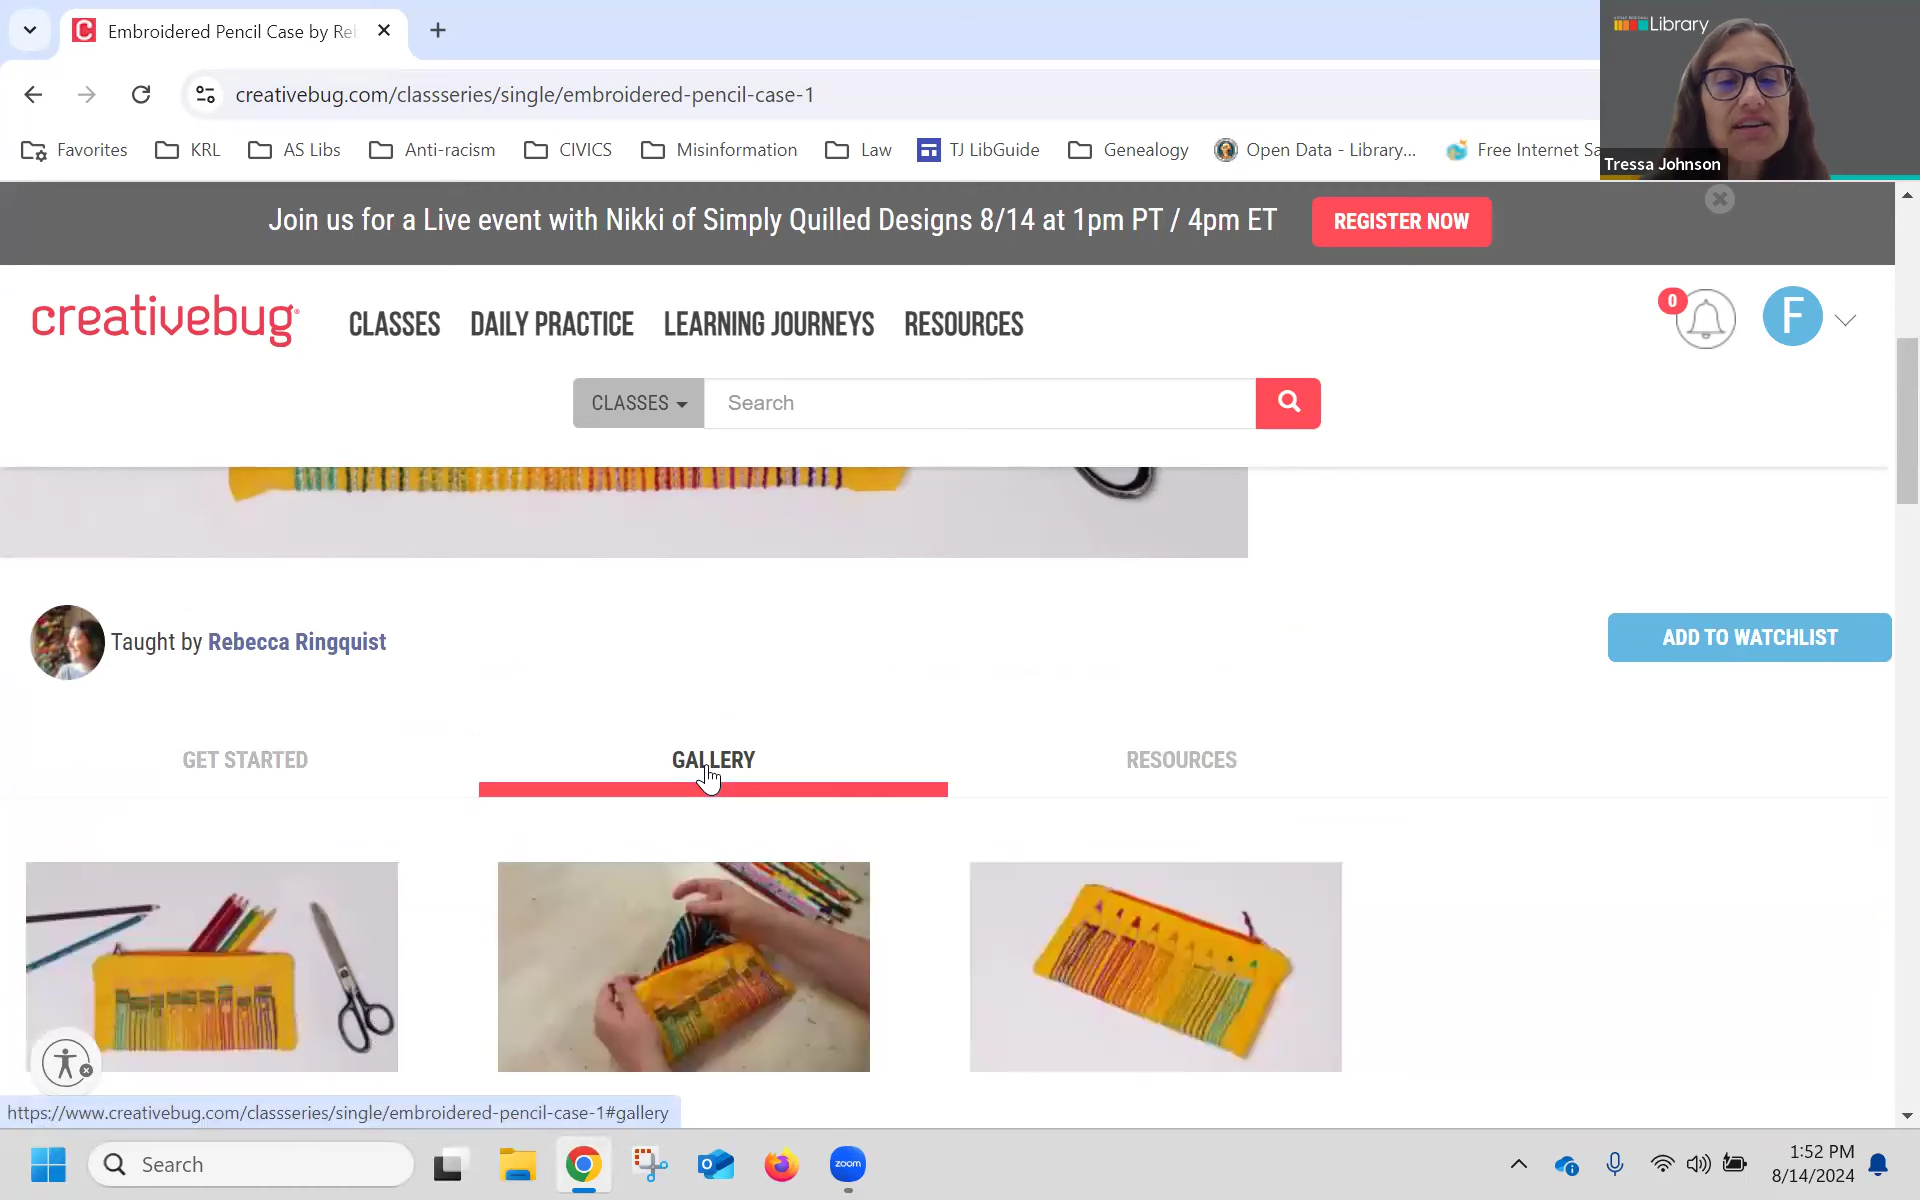 Embroidered Pencil Case by Re
creativebug.com/classseries/single/embroidered-pencil-case-1
Favorites KRL AS Libs Anti-racism CIVICS Misinformation Law TJ LibGuide Genealogy Open Data - Library... Free Internet Sa
Library
Tressa Johnson
Join us for a Live event with Nikki of Simply Quilled Designs 8/14 at 1pm PT / 4pm ET REGISTER NOW
creativebug CLASSES DAILY PRACTICE LEARNING JOURNEYS RESOURCES 0 F
CLASSES Search
Taught by Rebecca Ringquist ADD TO WATCHLIST
GET STARTED GALLERY RESOURCES
https://www.creativebug.com/classseries/single/embroidered-pencil-case-1#gallery
Search zoom 1:52 PM
8/14/2024